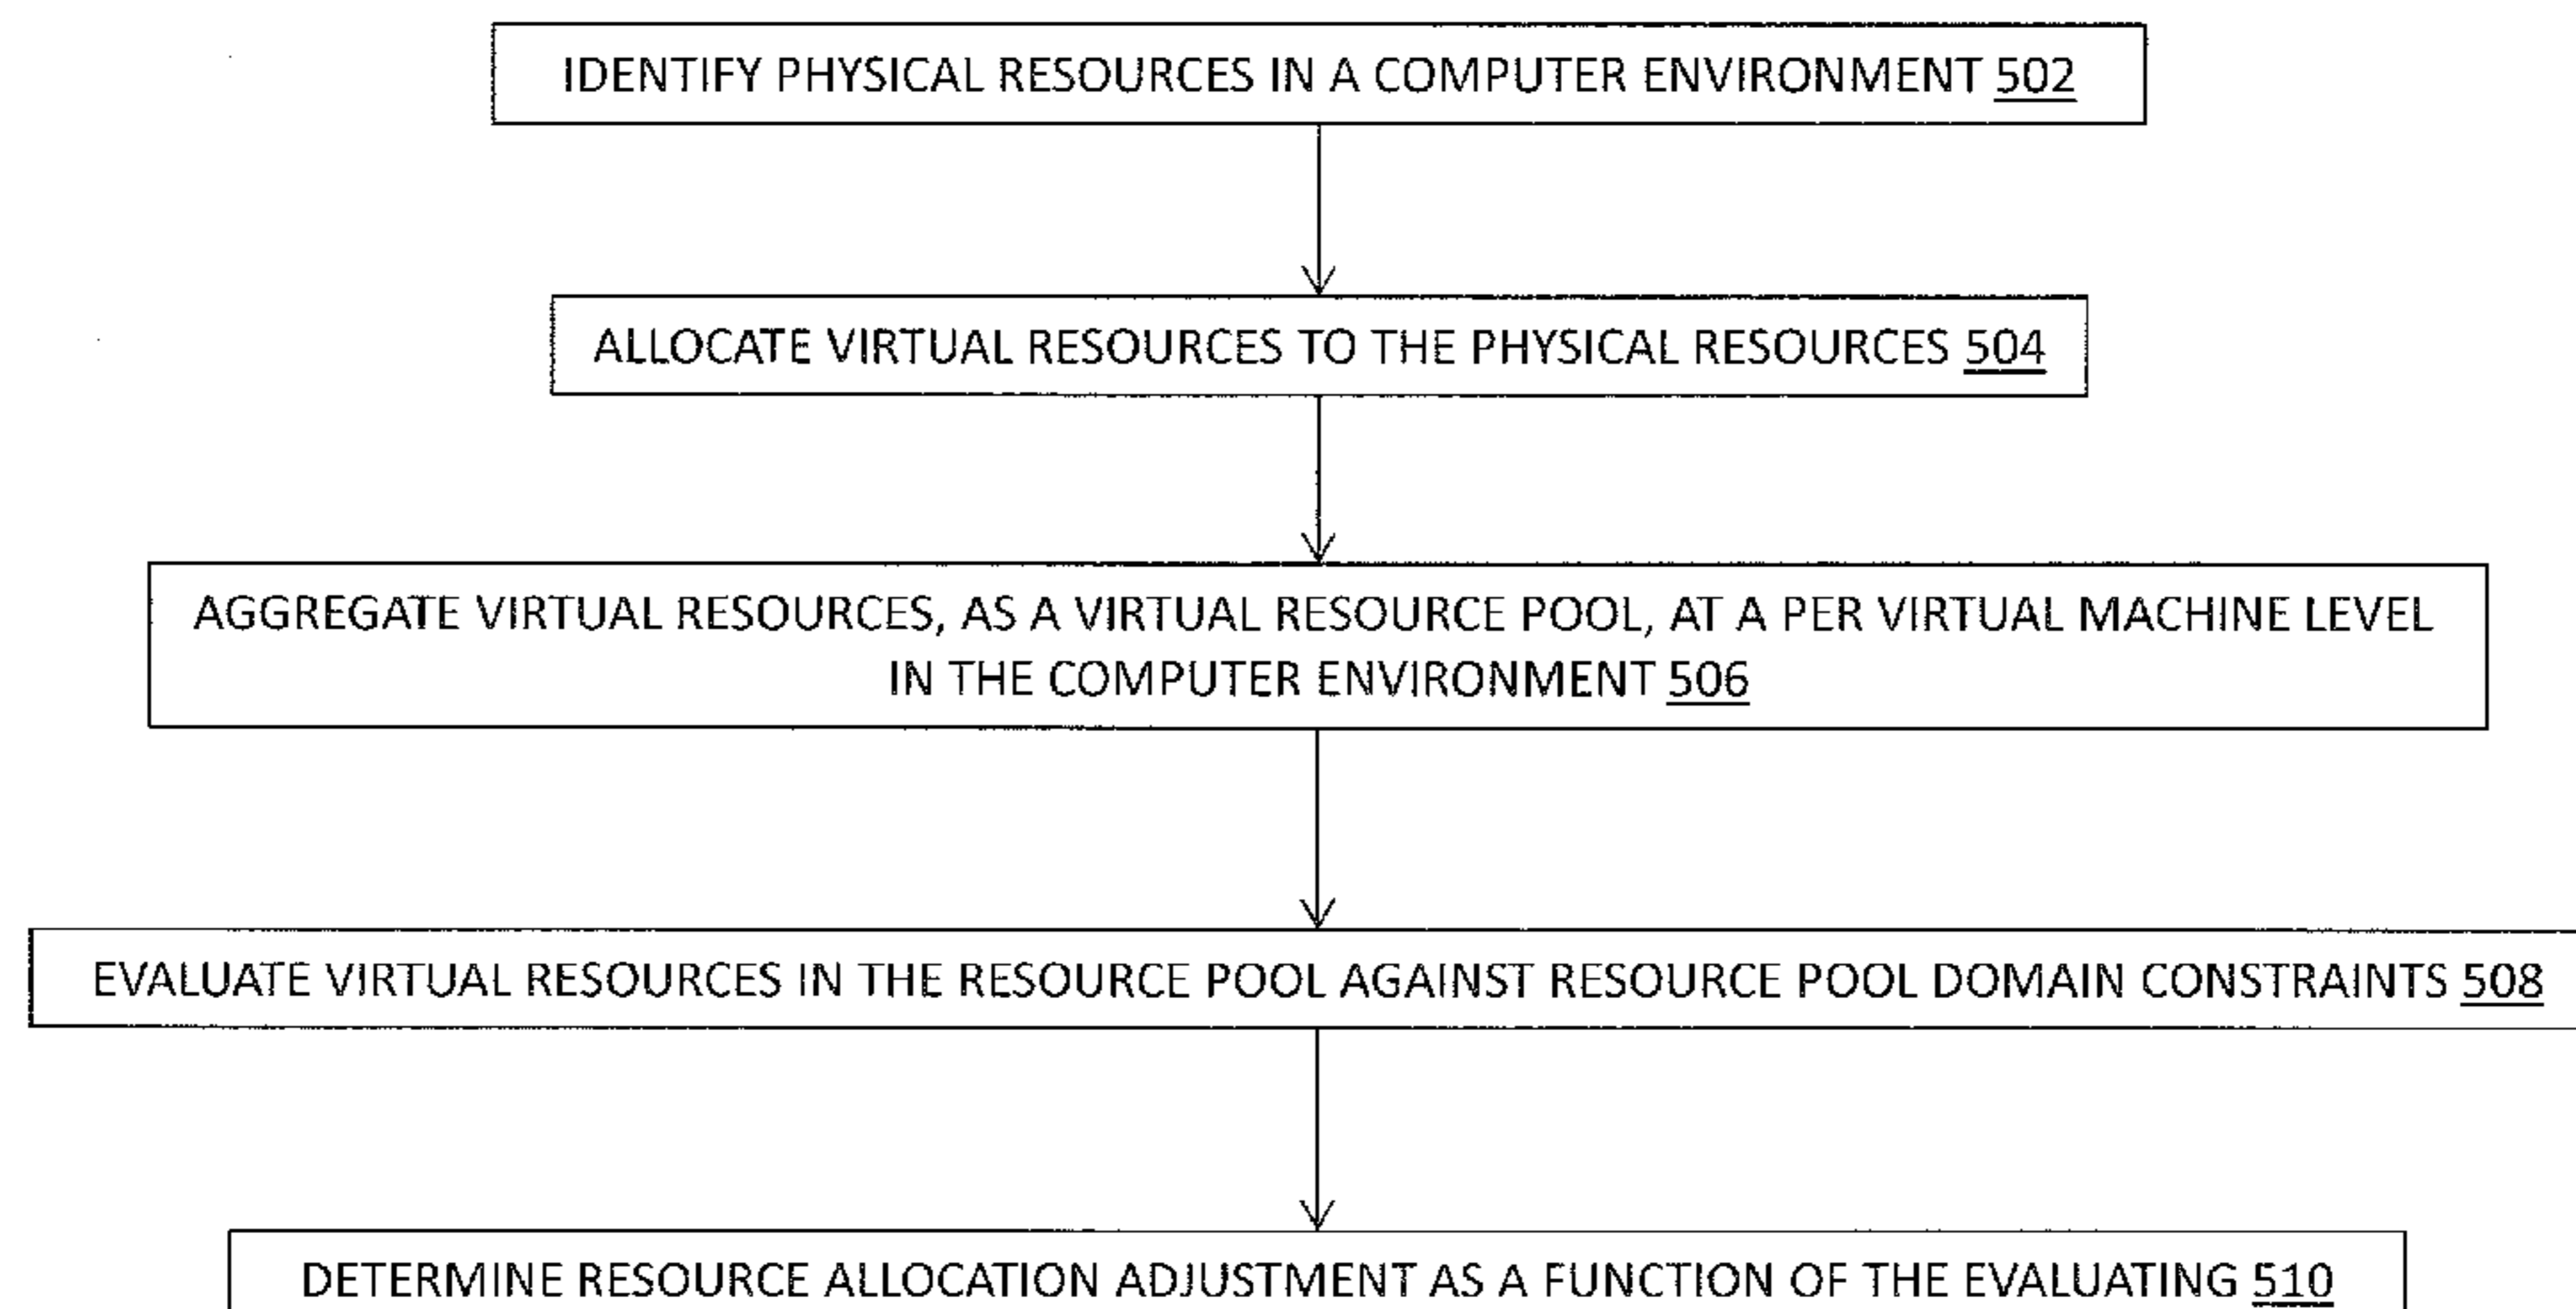 IDENTIFY PHYSICAL RESOURCES IN A COMPUTER ENVIRONMENT 502
ALLOCATE VIRTUAL RESOURCES TO THE PHYSICAL RESOURCES 504
AGGREGATE VIRTUAL RESOURCES, AS A VIRTUAL RESOURCE POOL, AT A PER VIRTUAL MACHINE LEVEL
IN THE COMPUTER ENVIRONMENT 506
EVALUATE VIRTUAL RESOURCES IN THE RESOURCE POOL AGAINST RESOURCE POOL DOMAIN CONSTRAINTS 508
DETERMINE RESOURCE ALLOCATION ADJUSTMENT AS A FUNCTION OF THE EVALUATING 510